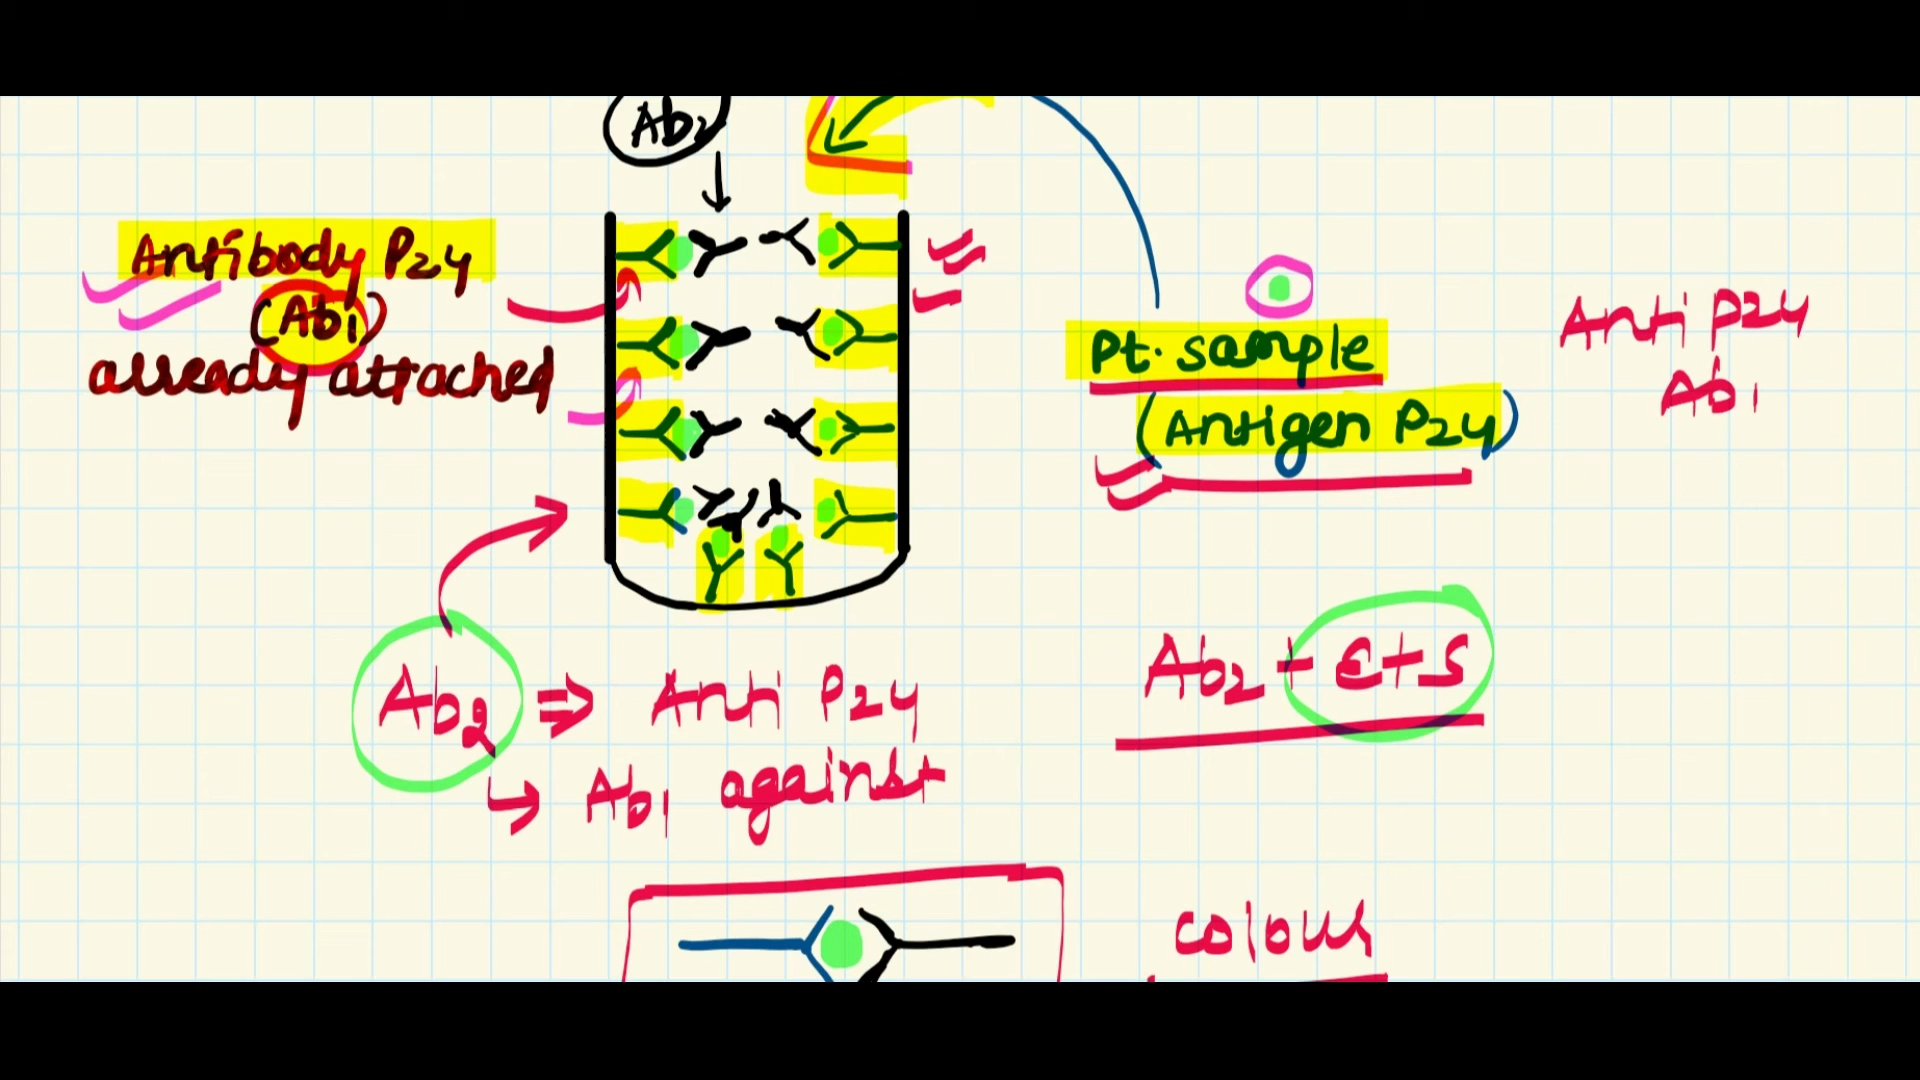 Ab2
Antibody P24
(Ab1)
already attached
Pt. sample
(Antigen P24)
Anti P24
Ab1
Ab2 ⇒ Anti P24
↳ Ab1 against
Ab2 + E+S
colour